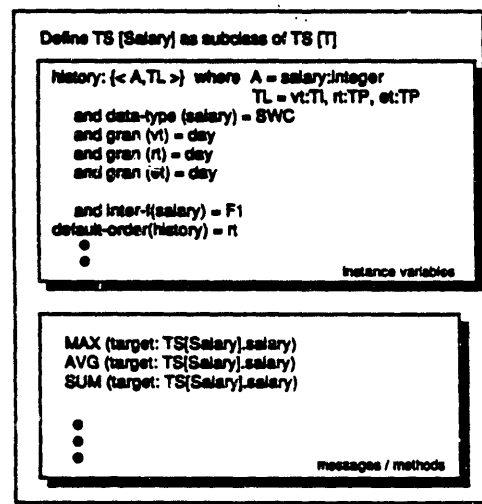 Define TS [Salary] as subclass of TS [T]
history: {< A,TL >} where A = salary:Integer
TL = vt:TI, rt:TP, et:TP
and data-type (salary) = SWC
and gran (vt) = day
and gran (rt) = day
and gran (et) = day
and inter-f(salary) = F1
default-order(history) = rt
instance variables
MAX (target: TS[Salary].salary)
AVG (target: TS[Salary].salary)
SUM (target: TS[Salary].salary)
messages / methods